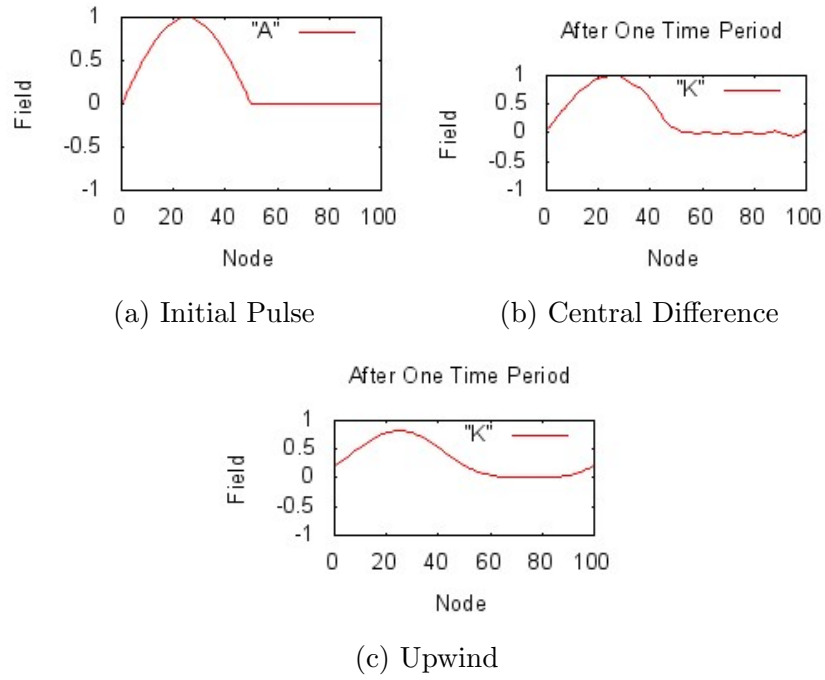 "A"
Field
1
0.5
0
-0.5
-1
0 20 40 60 80 100
Node
(a) Initial Pulse
After One Time Period
"K"
Field
1
0.5
0
-0.5
-1
0 20 40 60 80 100
Node
(b) Central Difference
After One Time Period
"K"
Field
1
0.5
0
-0.5
-1
0 20 40 60 80 100
Node
(c) Upwind